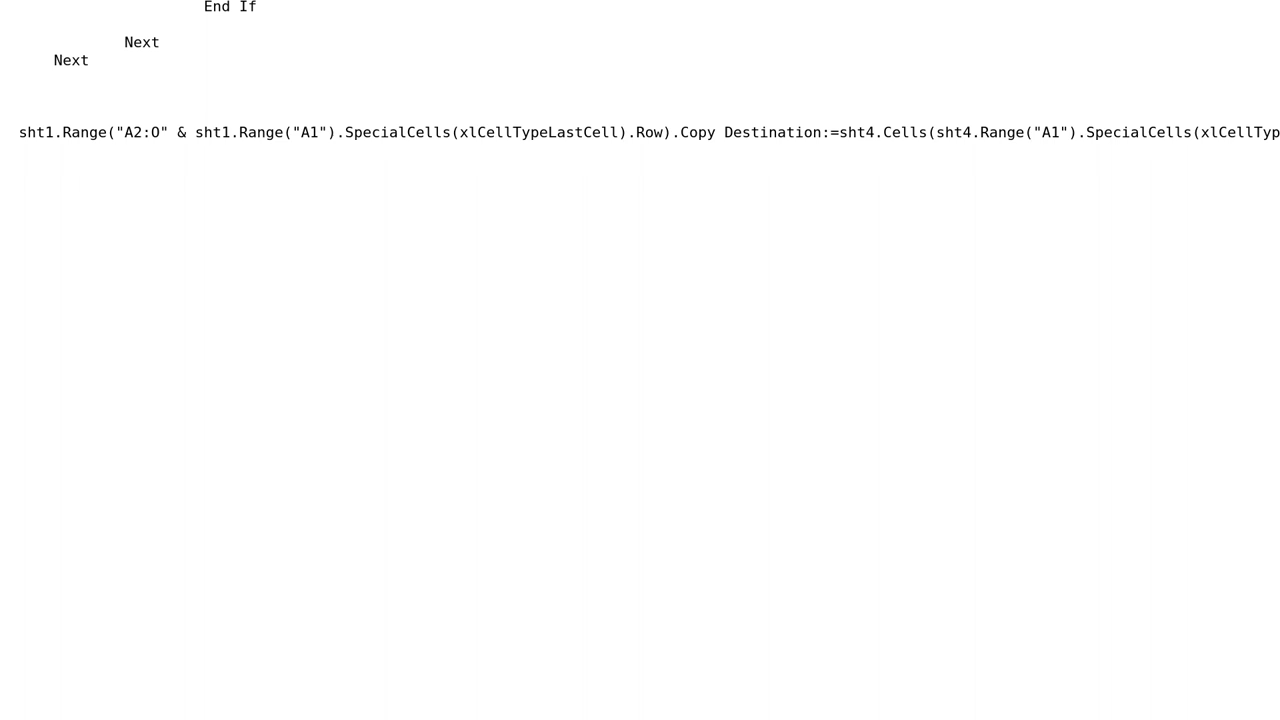 End If
Next
Next
sht1.Range("A2:O" & sht1.Range("A1").SpecialCells(xlCellTypeLastCell).Row).Copy Destination:=sht4.Cells(sht4.Range("A1").SpecialCells(xlCellTyp